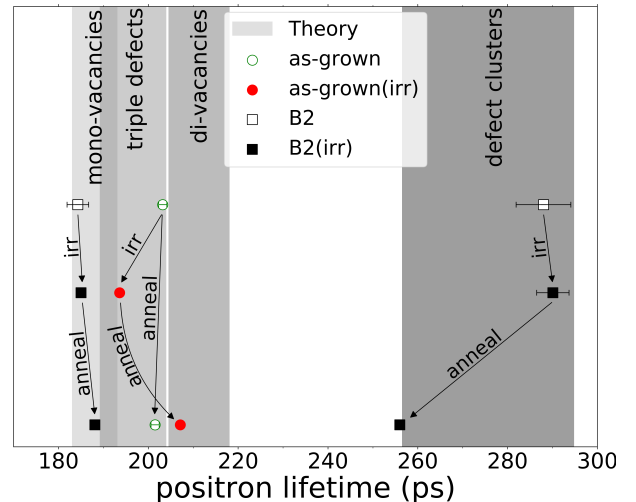 mono-vacancies
triple defects
di-vacancies
defect clusters
Theory
as-grown
as-grown(irr)
B2
B2(irr)
irr
irr
irr
anneal
anneal
anneal
anneal
180
200
220
240
260
280
300
positron lifetime (ps)